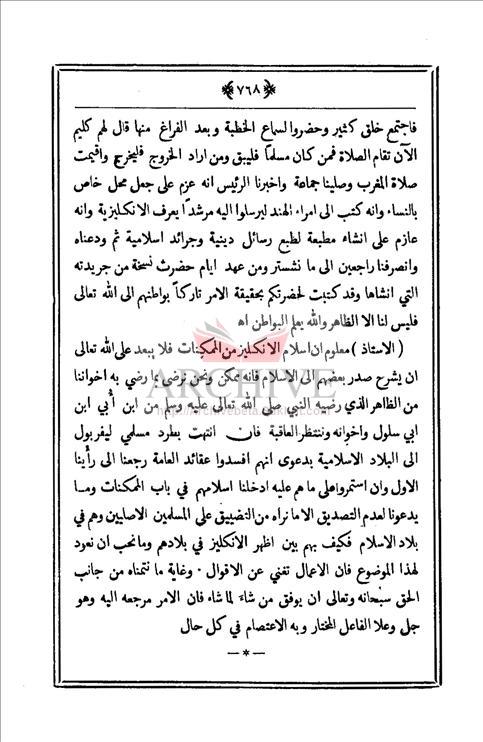 ﴿٧٦٨﴾
فاجتمع خلق كثير وحضروا لسماع الخطبة وبعد الفراغ منها قال لهم كليم
الآن تقام الصلاة فمن كان مسلمًا فليبق ومن اراد الخروج فليخرج واقيمت
صلاة المغرب وصلينا جماعة واخبرنا الرئيس انه عزم على جعل محل خاص
بالنساء وانه كتب الى امراء الهند ليرسلوا اليه مرشدًا يعرف الانكليزية وانه
عازم على انشاء مطبعة لطبع رسائل دينية وجرائد اسلامية ثم ودعناه
وانصرفنا راجعين الى ما نشستر ومن عهد ايام حضرت نسخة من جريدته
التي انشاها وقد كتبت لحضرتكم بحقيقة الامر تاركًا بواطنهم الى الله تعالى
فليس لنا الا الظاهر والله يعلم البواطن اه
( الاستاذ ) معلوم ان اسلام الانكليز من الممكنات فلا يبعد على الله تعالى
ان يشرح صدر بعضهم الى الاسلام فانه ممكن ونحن نرضى بما رضي به اخواننا
من الظاهر الذي رضيه النبي صلى الله تعالى عليه وسلم من ابن أبي ابن
ابي سلول واخوانه وننتظر العاقبة فان انتهت بطرد مسلمي ليفربول
الى البلاد الاسلامية بدعوى انهم افسدوا عقائد العامة رجعنا الى رأينا
الاول وان استمروا على ما هم عليه ادخلنا اسلامهم في باب الممكنات وما
يدعونا لعدم التصديق الا ما نراه من التضييق على المسلمين الاصليين وهم في
بلاد الاسلام فكيف بهم بين اظهر الانكليز في بلادهم وما نحب ان نعود
لهذا الموضوع فان الاعمال تغني عن الاقوال · وغاية ما نتمناه من جانب
الحق سبحانه وتعالى ان يوفق من شاء لما شاء فان الامر مرجعه اليه وهو
جل وعلا الفاعل المختار وبه الاعتصام في كل حال
— * —
ARCHIVE